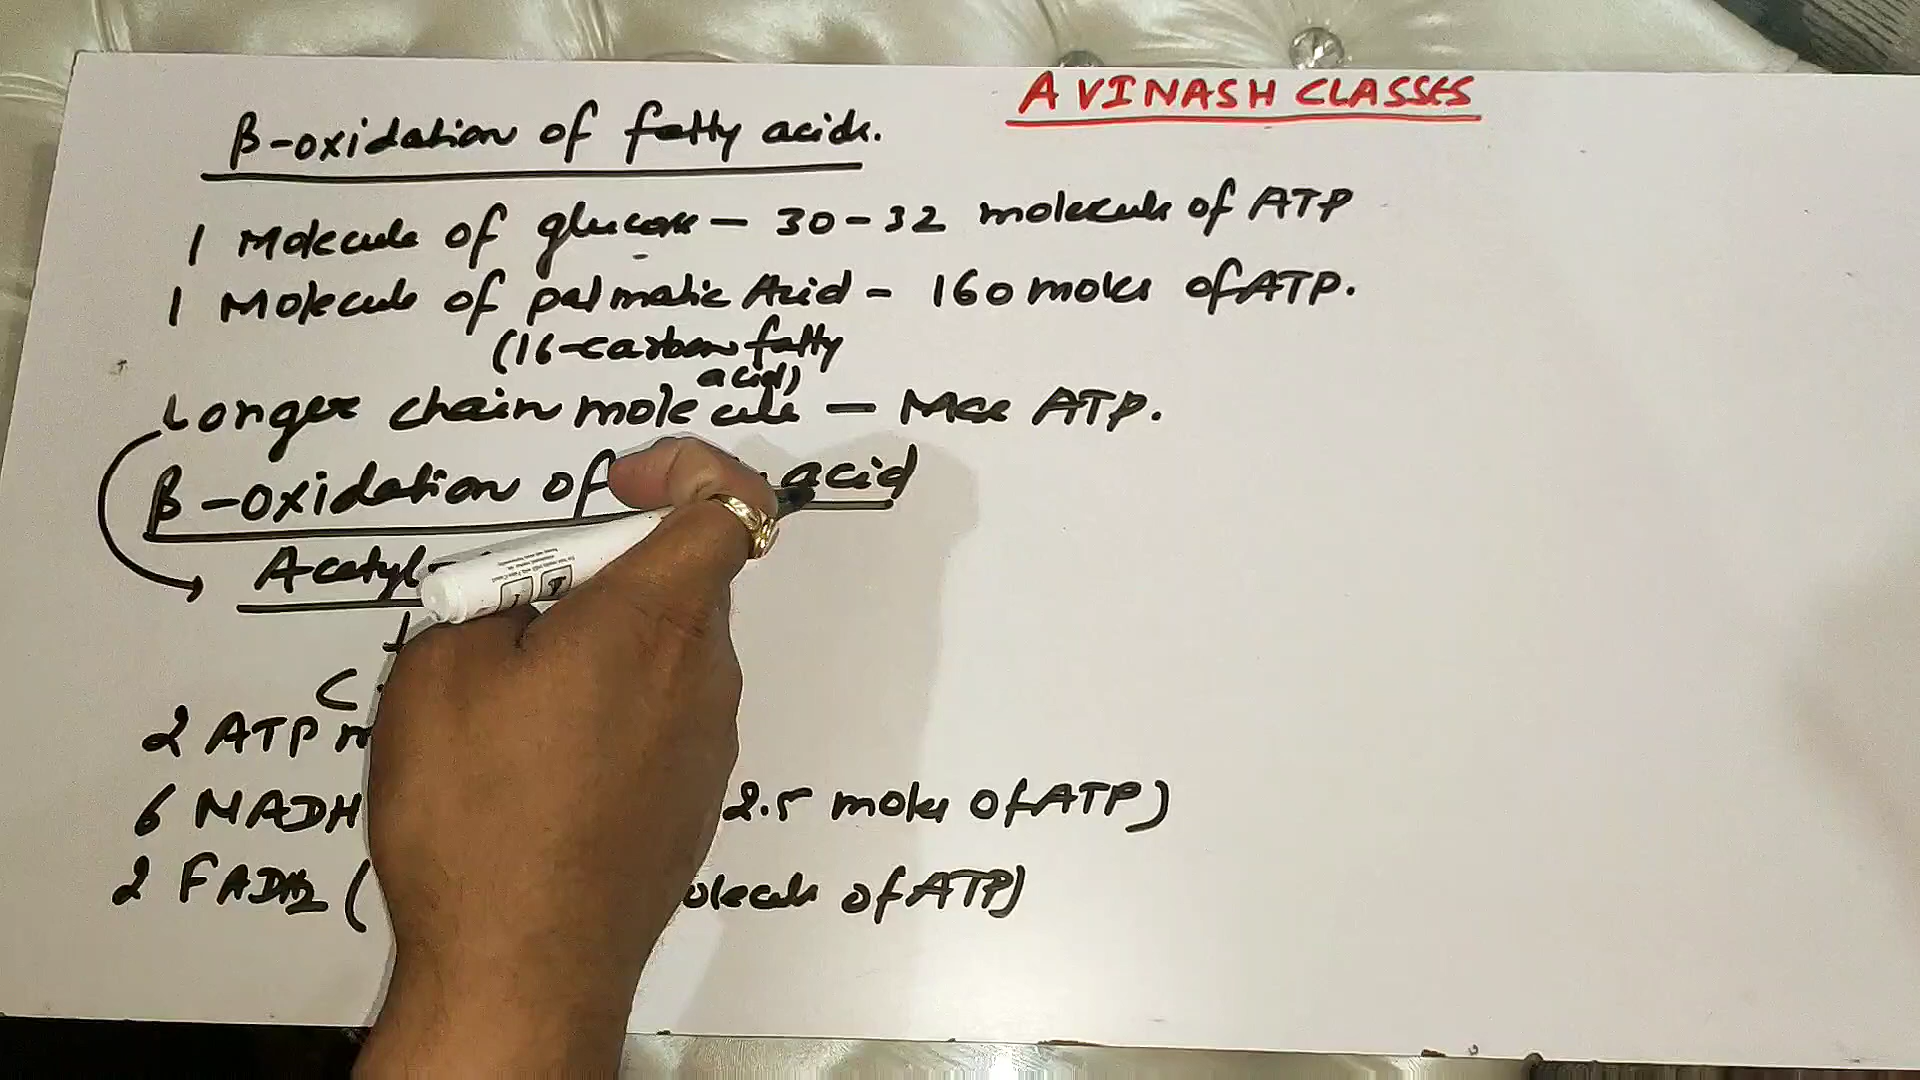 AVINASH CLASSES
β-oxidation of fatty acids.
1 Molecule of glucose - 30-32 molecule of ATP
1 Molecule of palmatic Acid - 160 moles of ATP.
(16-carbon fatty
acid)
Longer chain molecule - More ATP.
β-oxidation of acid
Acetyl-
C
2 ATP
6 NADH 2.5 moles of ATP)
2 FADH2 ( of ATP)